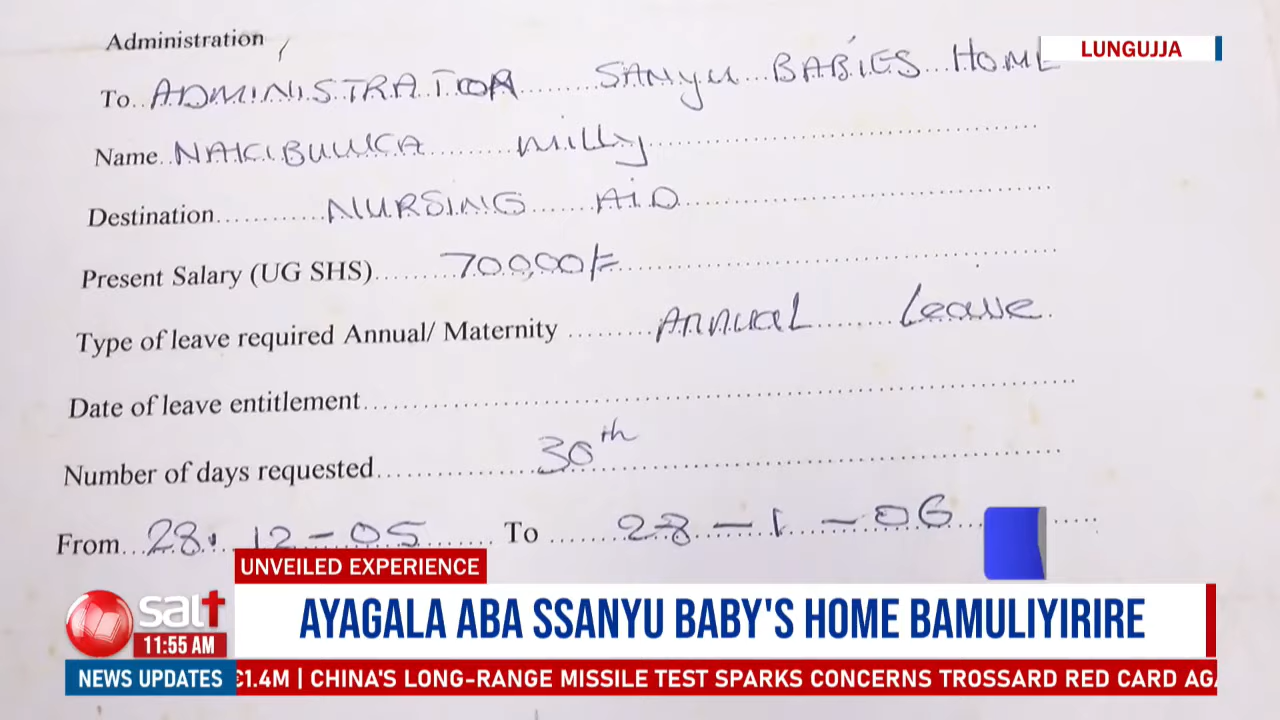 Administration
LUNGUJJA
To ADMINISTRATOR SANYU BABIES HOME
Name NAKIBUUKA Milly
Destination NURSING AID
Present Salary (UG SHS) 70,000/=
Type of leave required Annual/ Maternity Annual Leave
Date of leave entitlement
Number of days requested 30th
From 28. 12-05 To 28-1-06
UNVEILED EXPERIENCE
salt
AYAGALA ABA SSANYU BABY'S HOME BAMULIYIRIRE
11:55 AM
NEWS UPDATES £1.4M | CHINA'S LONG-RANGE MISSILE TEST SPARKS CONCERNS TROSSARD RED CARD AGA